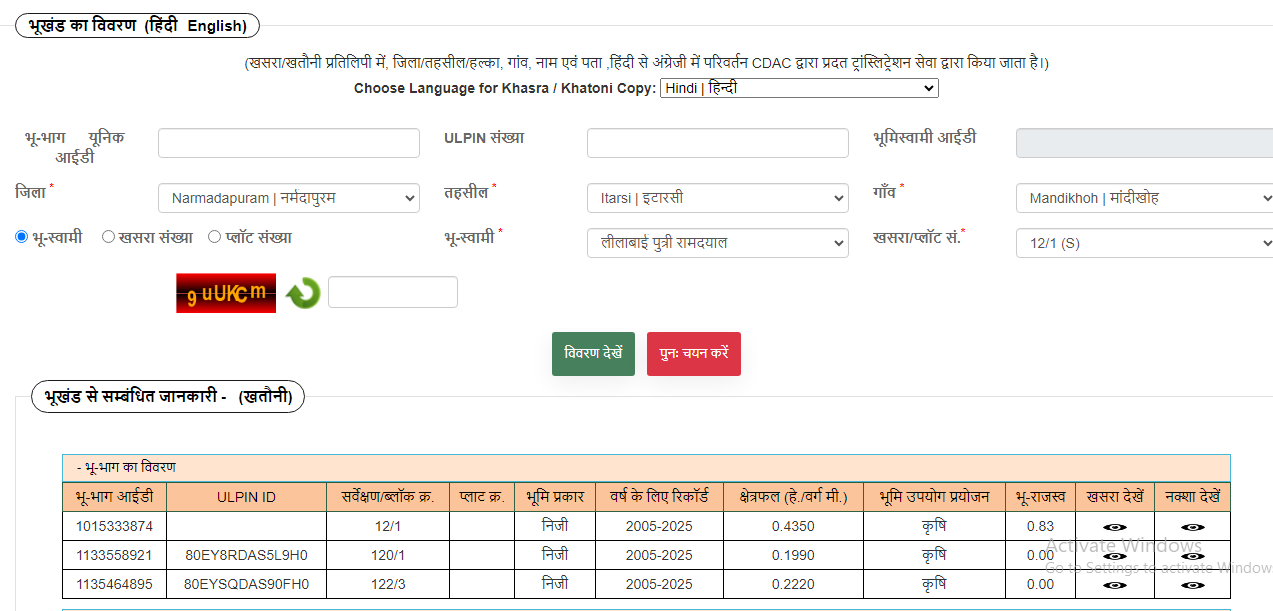 भूखंड का विवरण (हिंदी English)
(खसरा/खतौनी प्रतिलिपी में, जिला/तहसील/हल्का, गांव, नाम एवं पता ,हिंदी से अंग्रेजी में परिवर्तन CDAC द्वारा प्रदत ट्रांस्लिट्रेशन सेवा द्वारा किया जाता है।)
Choose Language for Khasra / Khatoni Copy: Hindi | हिन्दी
भू-भाग यूनिक आईडी ULPIN संख्या भूमिस्वामी आईडी
जिला * Narmadapuram | नर्मदापुरम तहसील * Itarsi | इटारसी गाँव * Mandikhoh | मांदीखोह
भू-स्वामी खसरा संख्या प्लॉट संख्या भू-स्वामी * लीलाबाई पुत्री रामदयाल खसरा/प्लॉट सं.* 12/1 (S)
9uUKCm
विवरण देखें पुनः चयन करें
भूखंड से सम्बंधित जानकारी - (खतौनी)
- भू-भाग का विवरण
भू-भाग आईडी ULPIN ID सर्वेक्षण/ब्लॉक क्र. प्लाट क्र. भूमि प्रकार वर्ष के लिए रिकॉर्ड क्षेत्रफल (हे./वर्ग मी.) भूमि उपयोग प्रयोजन भू-राजस्व खसरा देखें नक्शा देखें
1015333874 12/1 निजी 2005-2025 0.4350 कृषि 0.83
1133558921 80EY8RDAS5L9H0 120/1 निजी 2005-2025 0.1990 कृषि 0.00
1135464895 80EYSQDAS90FH0 122/3 निजी 2005-2025 0.2220 कृषि 0.00
Activate Windows
Go to Settings to activate Window